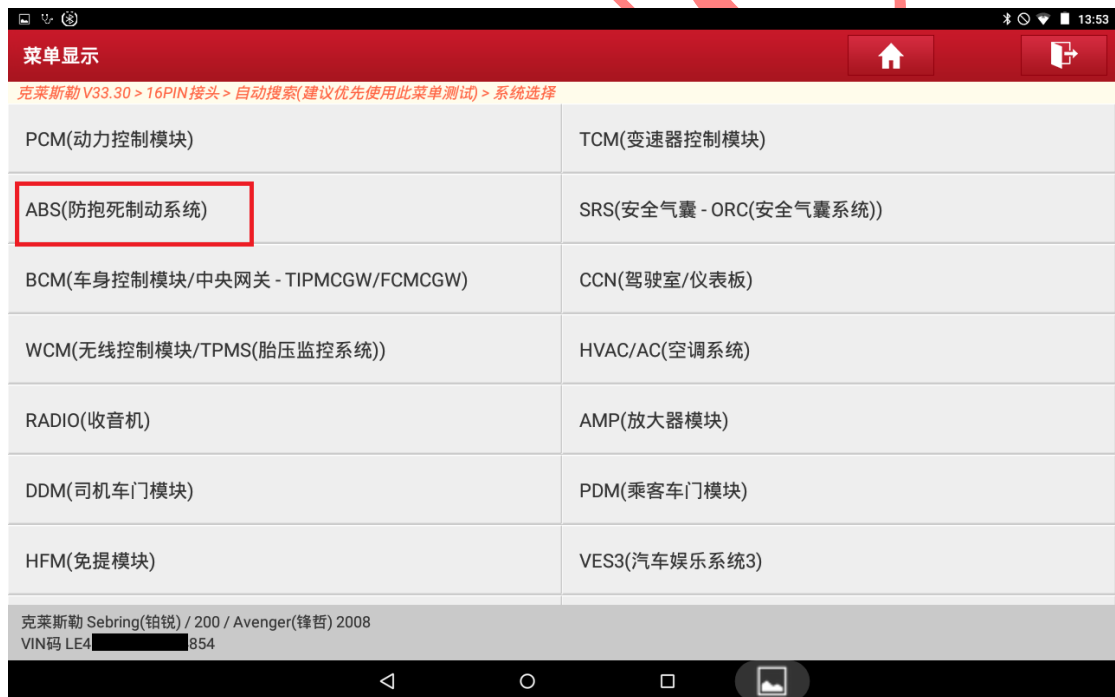 13:53
菜单显示
克莱斯勒 V33.30 > 16PIN接头 > 自动搜索(建议优先使用此菜单测试) > 系统选择
PCM(动力控制模块)
TCM(变速器控制模块)
ABS(防抱死制动系统)
SRS(安全气囊 - ORC(安全气囊系统))
BCM(车身控制模块/中央网关 - TIPMCGW/FCMCGW)
CCN(驾驶室/仪表板)
WCM(无线控制模块/TPMS(胎压监控系统))
HVAC/AC(空调系统)
RADIO(收音机)
AMP(放大器模块)
DDM(司机车门模块)
PDM(乘客车门模块)
HFM(免提模块)
VES3(汽车娱乐系统3)
克莱斯勒 Sebring(铂锐) / 200 / Avenger(锋哲) 2008
VIN码 LE4 854